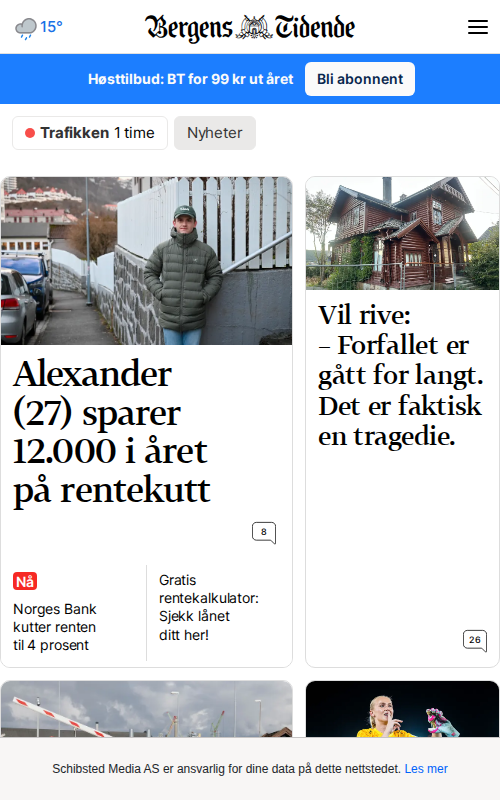 15°
Bergens Tidende
Høsttilbud: BT for 99 kr ut året
Bli abonnent
Trafikken 1 time
Nyheter
Alexander
(27) sparer
12.000 i året
på rentekutt
8
Nå
Norges Bank
kutter renten
til 4 prosent
Gratis
rentekalkulator:
Sjekk lånet
ditt her!
Vil rive:
– Forfallet er
gått for langt.
Det er faktisk
en tragedie.
26
Schibsted Media AS er ansvarlig for dine data på dette nettstedet. Les mer